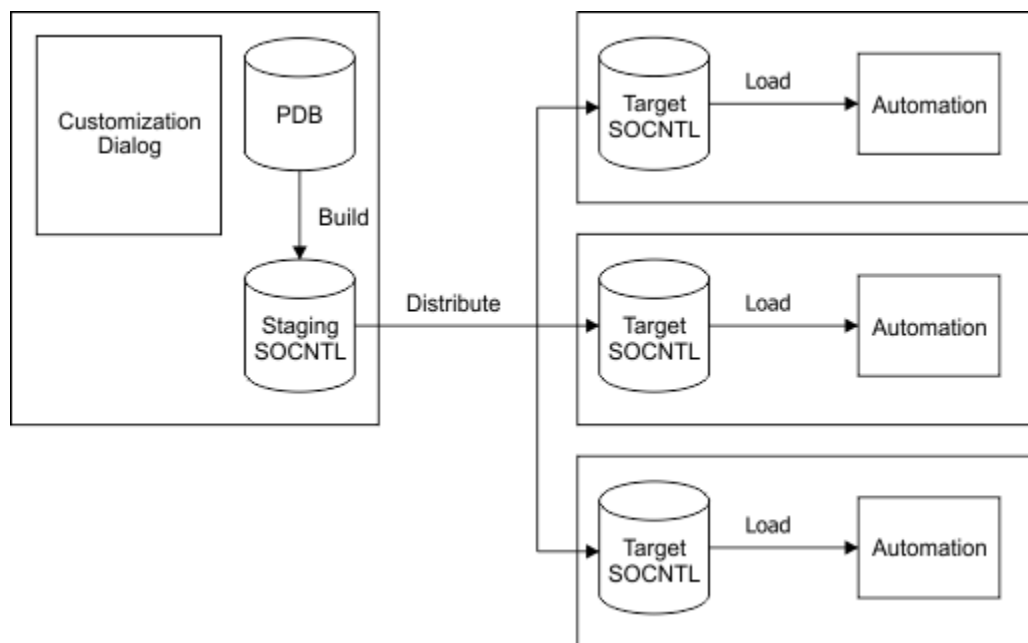 Customization
Dialog
PDB
Build
Staging
SOCNTL
Distribute
Target
SOCNTL
Load
Automation
Target
SOCNTL
Load
Automation
Target
SOCNTL
Load
Automation